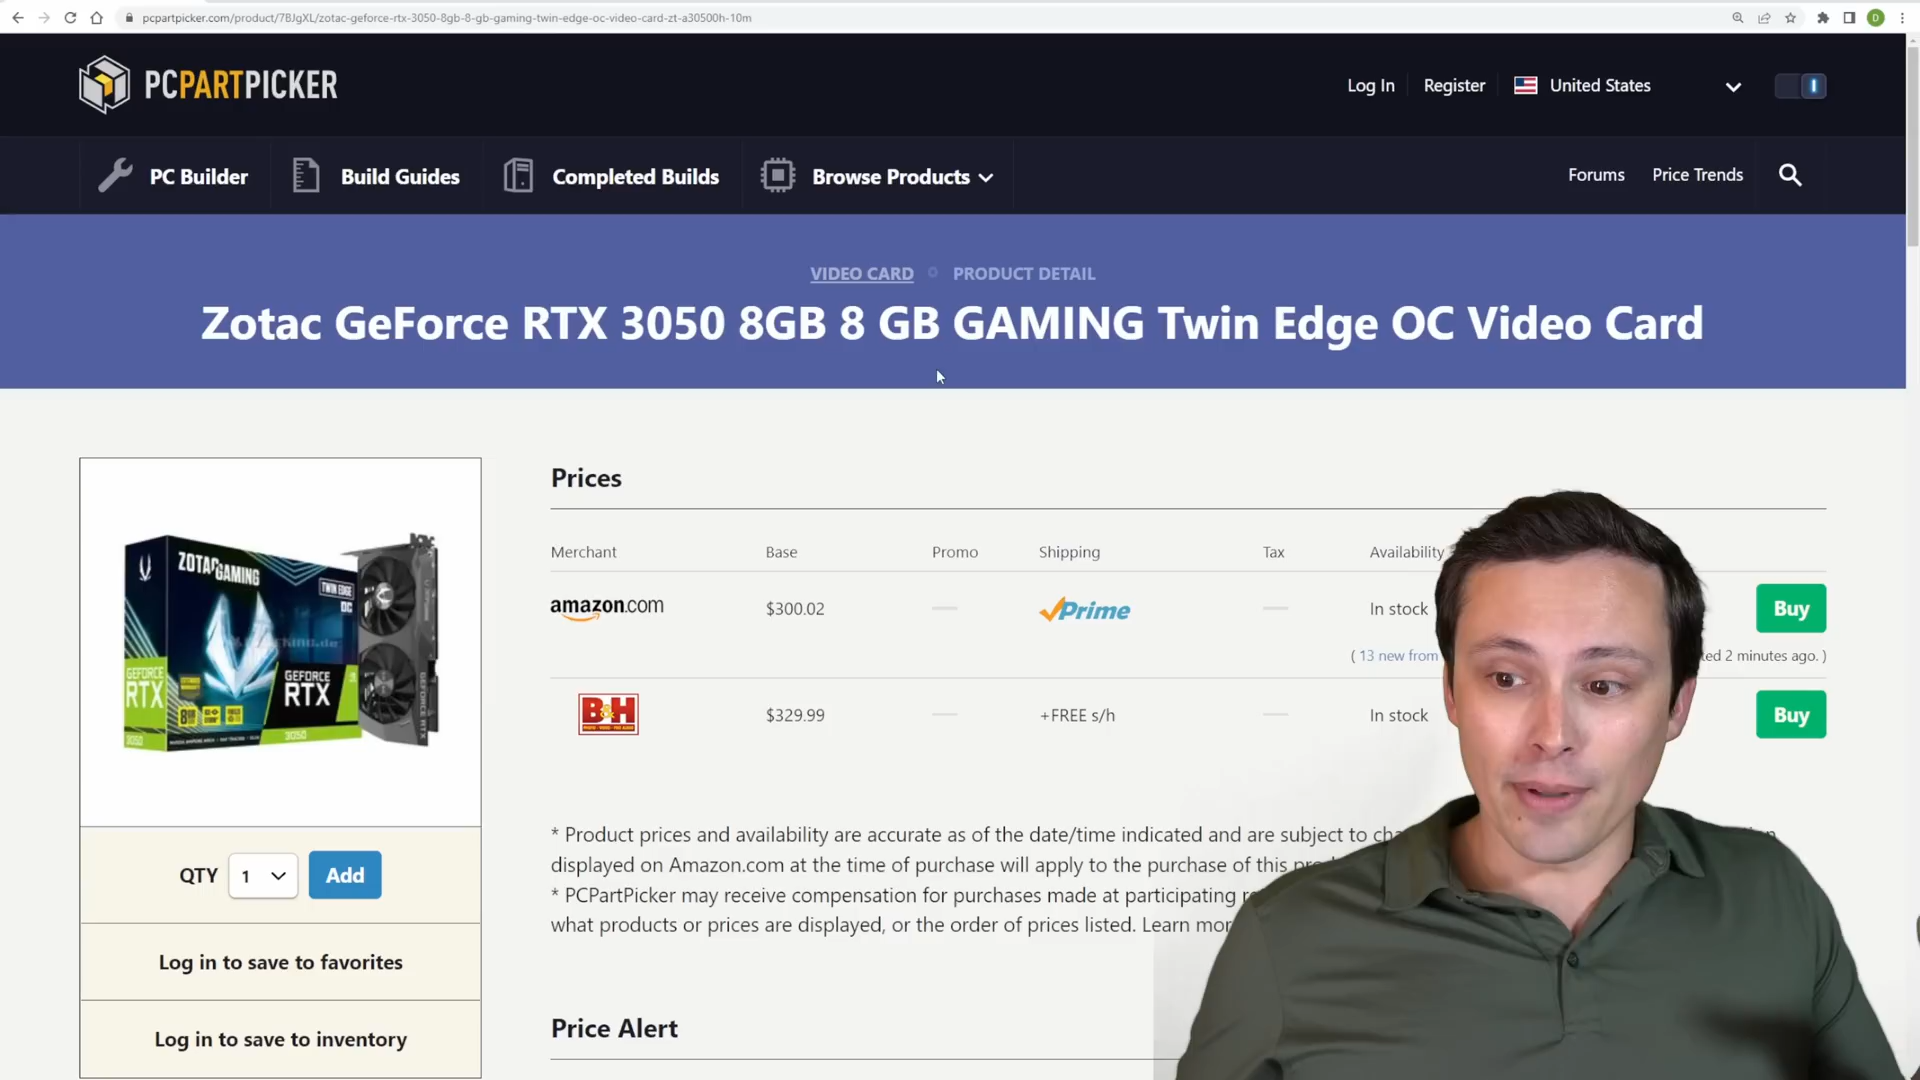 pcpartpicker.com/product/7BJgXL/zotac-geforce-rtx-3050-8gb-8-gb-gaming-twin-edge-oc-video-card-zt-a30500h-10m
D
PCPARTPICKER
Log In
Register
United States
PC Builder
Build Guides
Completed Builds
Browse Products
Forums
Price Trends
VIDEO CARD
PRODUCT DETAIL
Zotac GeForce RTX 3050 8GB 8 GB GAMING Twin Edge OC Video Card
ZOTAC GAMING
TWIN EDGE
OC
GEFORCE RTX
GEFORCE RTX
8GB
3050
3050
QTY 1 Add
Log in to save to favorites
Log in to save to inventory
Prices
Merchant Base Promo Shipping Tax Availability
amazon.com $300.02 — Prime — In stock Buy
( 13 new from
2 minutes ago. )
B&H $329.99 — +FREE s/h — In stock Buy
* Product prices and availability are accurate as of the date/time indicated and are subject to
displayed on Amazon.com at the time of purchase will apply to the purchase of this
* PCPartPicker may receive compensation for purchases made at participating
what products or prices are displayed, or the order of prices listed. Learn
Price Alert